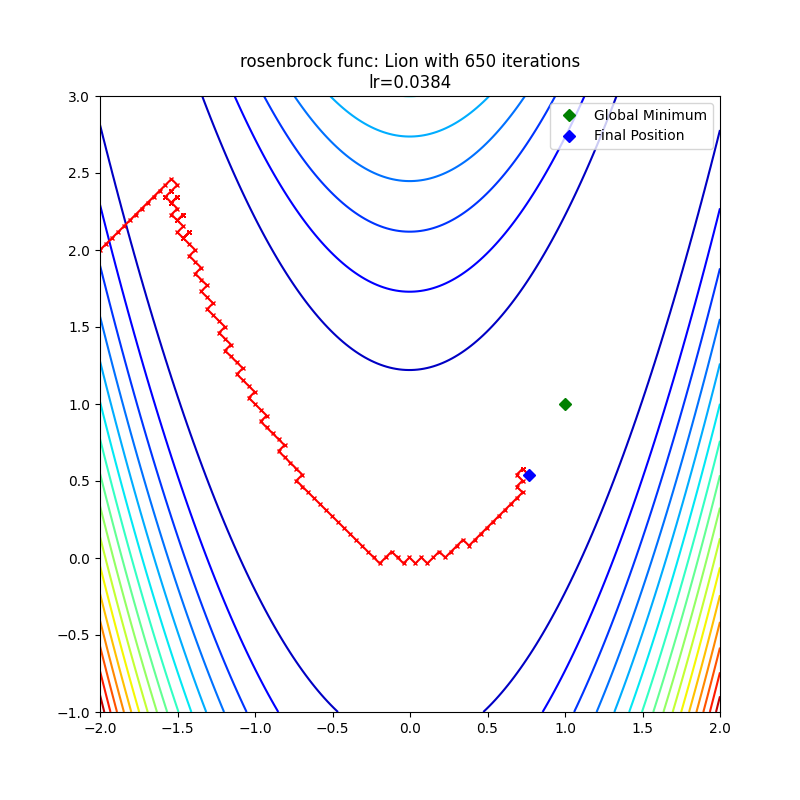 rosenbrock func: Lion with 650 iterations
lr=0.0384
Global Minimum
Final Position
3.0
2.5
2.0
1.5
1.0
0.5
0.0
−0.5
−1.0
−2.0 −1.5 −1.0 −0.5 0.0 0.5 1.0 1.5 2.0